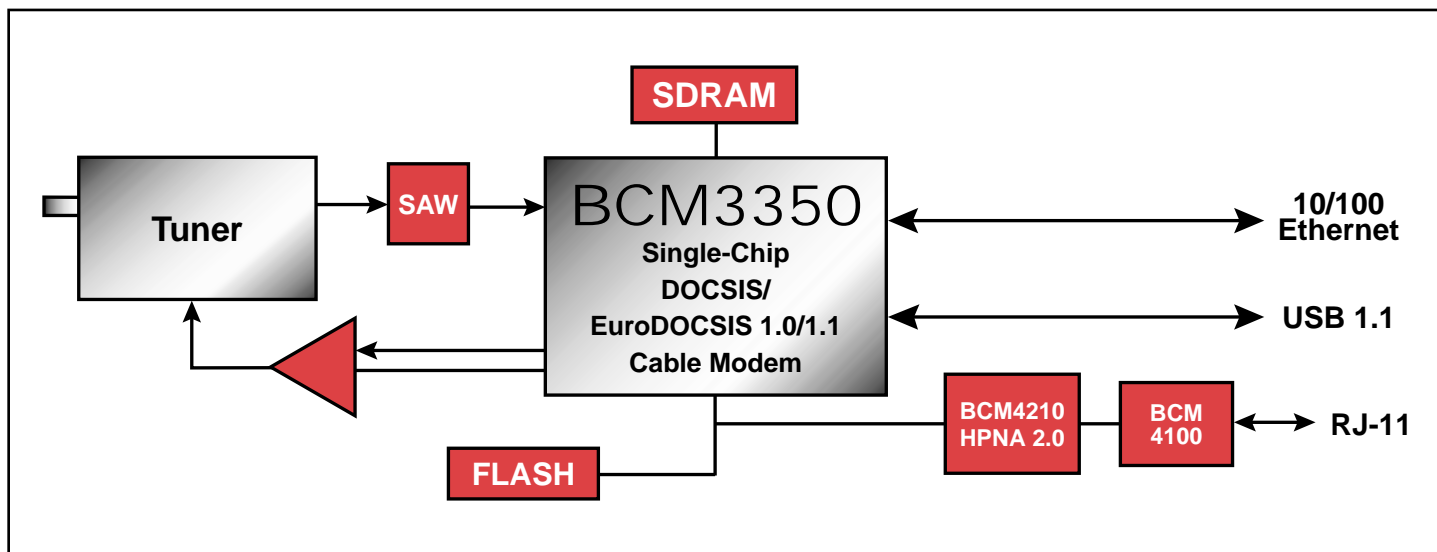 SDRAM
Tuner
SAW
BCM3350
Single-Chip
DOCSIS/
EuroDOCSIS 1.0/1.1
Cable Modem
10/100
Ethernet
USB 1.1
BCM4210
HPNA 2.0
BCM
4100
RJ-11
FLASH